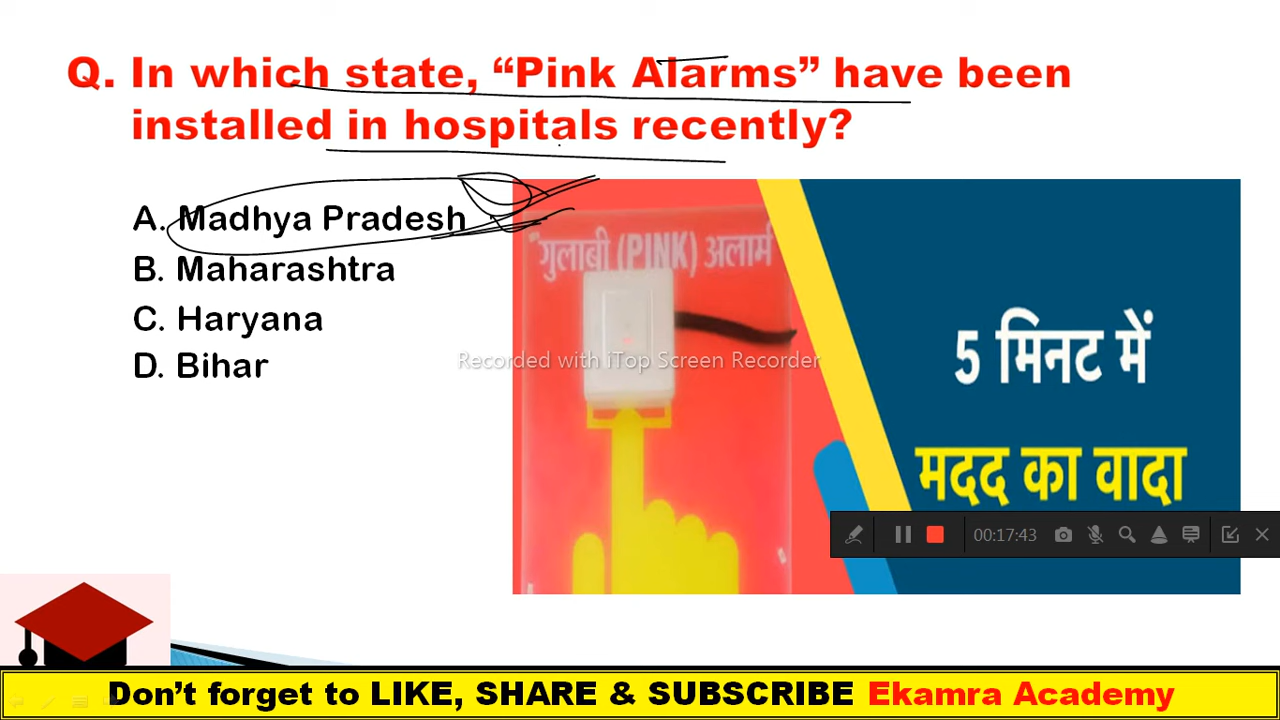 Q. In which state, “Pink Alarms” have been
installed in hospitals recently?
A. Madhya Pradesh
B. Maharashtra
C. Haryana
D. Bihar
गुलाबी (PINK) अलार्म
5 मिनट में
मदद का वादा
Recorded with iTop Screen Recorder
00:17:43
Don’t forget to LIKE, SHARE & SUBSCRIBE Ekamra Academy